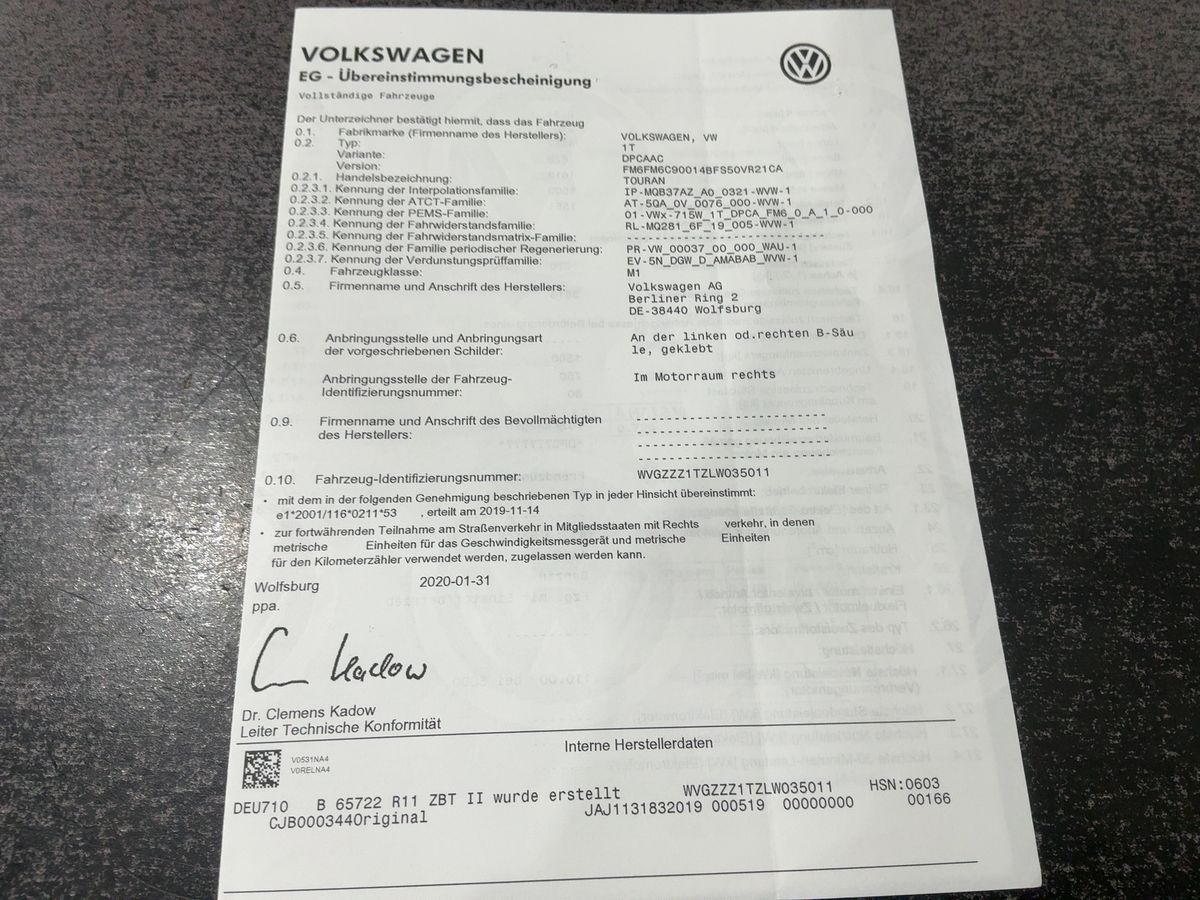 VOLKSWAGEN
EG - Übereinstimmungsbescheinigung
Vollständige Fahrzeuge
Der Unterzeichner bestätigt hiermit, dass das Fahrzeug
0.1. Fabrikmarke (Firmenname des Herstellers): VOLKSWAGEN, VW
0.2. Typ: 1T
Variante: DPCAAC
Version: FM6FM6C90014BFS50VR21CA
0.2.1. Handelsbezeichnung: TOURAN
0.2.3.1. Kennung der Interpolationsfamilie: IP-MQB37AZ_A0_0321-WVW-1
0.2.3.2. Kennung der ATCT-Familie: AT-5QA_0V_0076_000-WVW-1
0.2.3.3. Kennung der PEMS-Familie: 01-VWx-715W_1T_DPCA_FM6_0_A_1_0-000
0.2.3.4. Kennung der Fahrwiderstandsfamilie: RL-MQ281_6F_19_005-WVW-1
0.2.3.5. Kennung der Fahrwiderstandsmatrix-Familie: - - - - - - - - - - - - - - - - - - - - - - - -
0.2.3.6. Kennung der Familie periodischer Regenerierung: PR-VW_00037_00_000_WAU-1
0.2.3.7. Kennung der Verdunstungsprüffamilie: EV-5N_DGW_D_AMABAB_WVW-1
0.4. Fahrzeugklasse: M1
0.5. Firmenname und Anschrift des Herstellers: Volkswagen AG
Berliner Ring 2
DE-38440 Wolfsburg
0.6. Anbringungsstelle und Anbringungsart An der linken od.rechten B-Säu
der vorgeschriebenen Schilder: le, geklebt
Anbringungsstelle der Fahrzeug- Im Motorraum rechts
Identifizierungsnummer:
0.9. Firmenname und Anschrift des Bevollmächtigten - - - - - - - - - - - - - - - - - - - - - - - -
des Herstellers: - - - - - - - - - - - - - - - - - - - - - - - -
- - - - - - - - - - - - - - - - - - - - - - - -
- - - - - - - - - - - - - - - - - - - - - - - -
0.10. Fahrzeug-Identifizierungsnummer: WVGZZZ1TZLW035011
· mit dem in der folgenden Genehmigung beschriebenen Typ in jeder Hinsicht übereinstimmt:
e1*2001/116*0211*53 , erteilt am 2019-11-14
· zur fortwährenden Teilnahme am Straßenverkehr in Mitgliedsstaaten mit Rechts verkehr, in denen
metrische Einheiten für das Geschwindigkeitsmessgerät und metrische Einheiten
für den Kilometerzähler verwendet werden, zugelassen werden kann.
Wolfsburg 2020-01-31
ppa.
C Kadow
Dr. Clemens Kadow
Leiter Technische Konformität
Interne Herstellerdaten
V0531NA4
V0RELNA4
DEU710 B 65722 R11 ZBT II wurde erstellt WVGZZZ1TZLW035011 HSN:0603
CJB000344Original JAJ1131832019 000519 00000000 00166